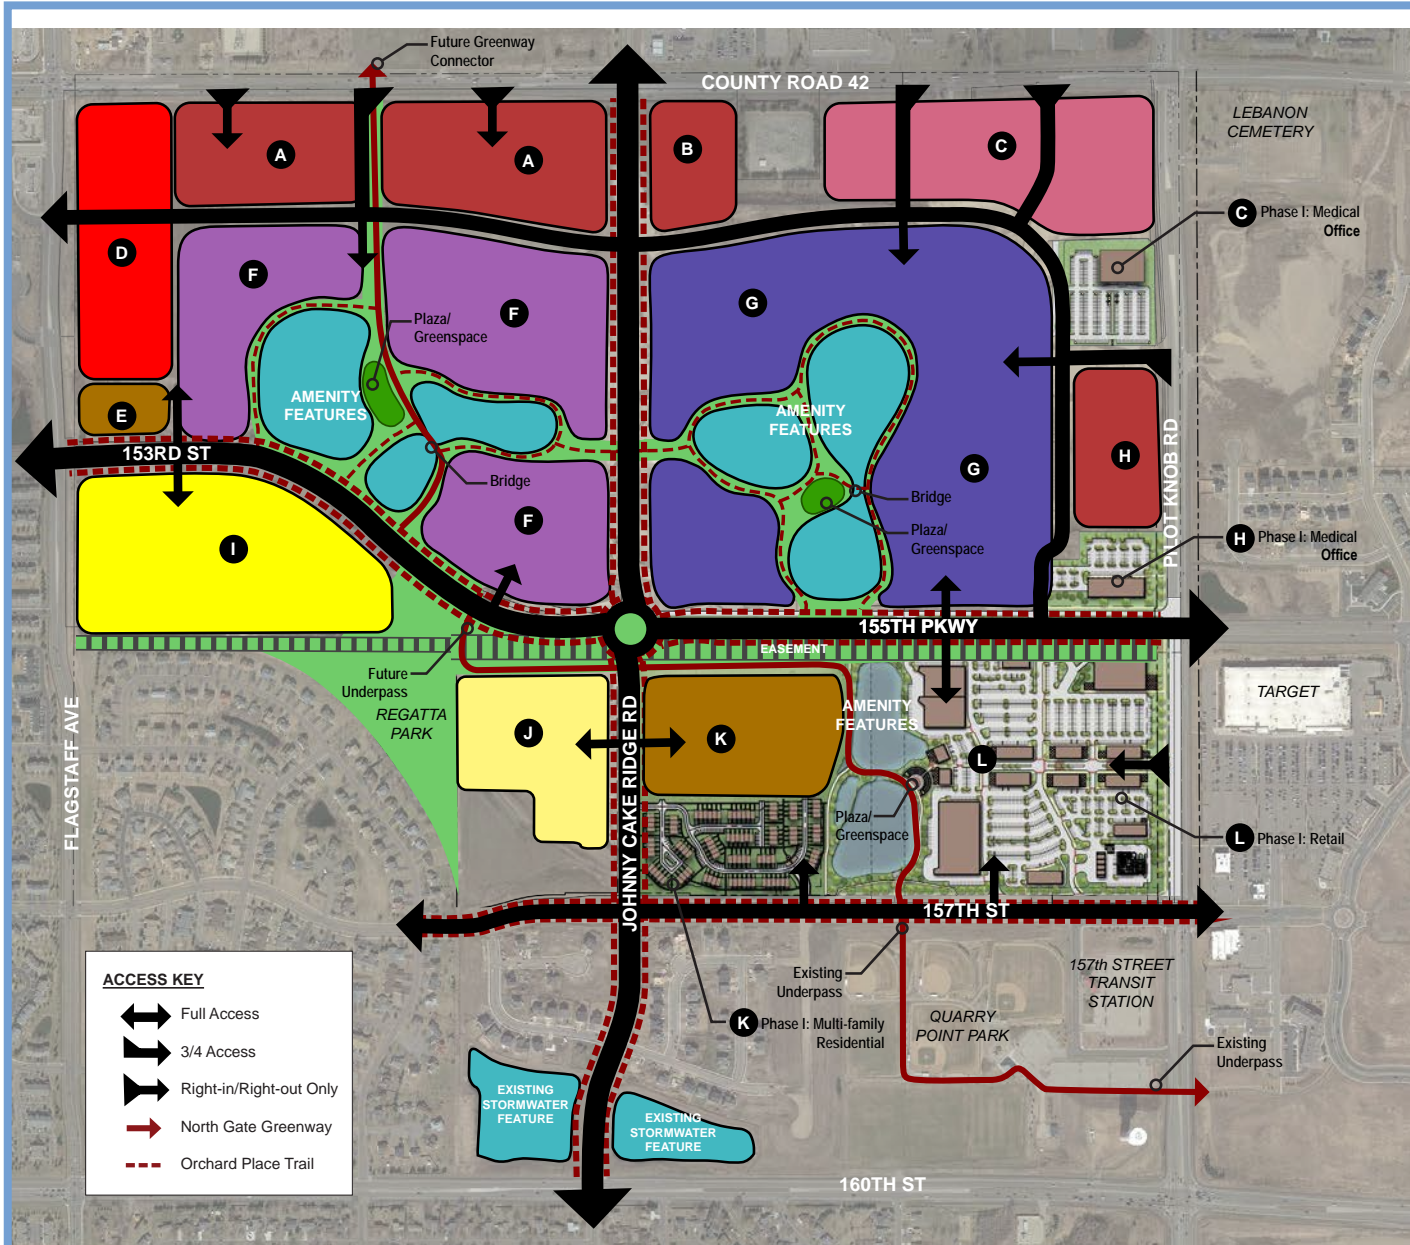 Future Greenway
Connector
COUNTY ROAD 42
LEBANON
CEMETERY
A
A
B
C
C Phase I: Medical
Office
D
F
F
G
Plaza/
Greenspace
AMENITY
FEATURES
AMENITY
FEATURES
E
153RD ST
Bridge
F
G
H
PILOT KNOB RD
Bridge
Plaza/
Greenspace
H Phase I: Medical
Office
I
155TH PKWY
EASEMENT
Future
Underpass
REGATTA
PARK
FLAGSTAFF AVE
J
JOHNNY CAKE RIDGE RD
K
AMENITY
FEATURES
L
TARGET
Plaza/
Greenspace
L Phase I: Retail
157TH ST
Existing
Underpass
157th STREET
TRANSIT
STATION
K Phase I: Multi-family
Residential
QUARRY
POINT PARK
Existing
Underpass
ACCESS KEY
Full Access
3/4 Access
Right-in/Right-out Only
North Gate Greenway
Orchard Place Trail
EXISTING
STORMWATER
FEATURE
EXISTING
STORMWATER
FEATURE
160TH ST